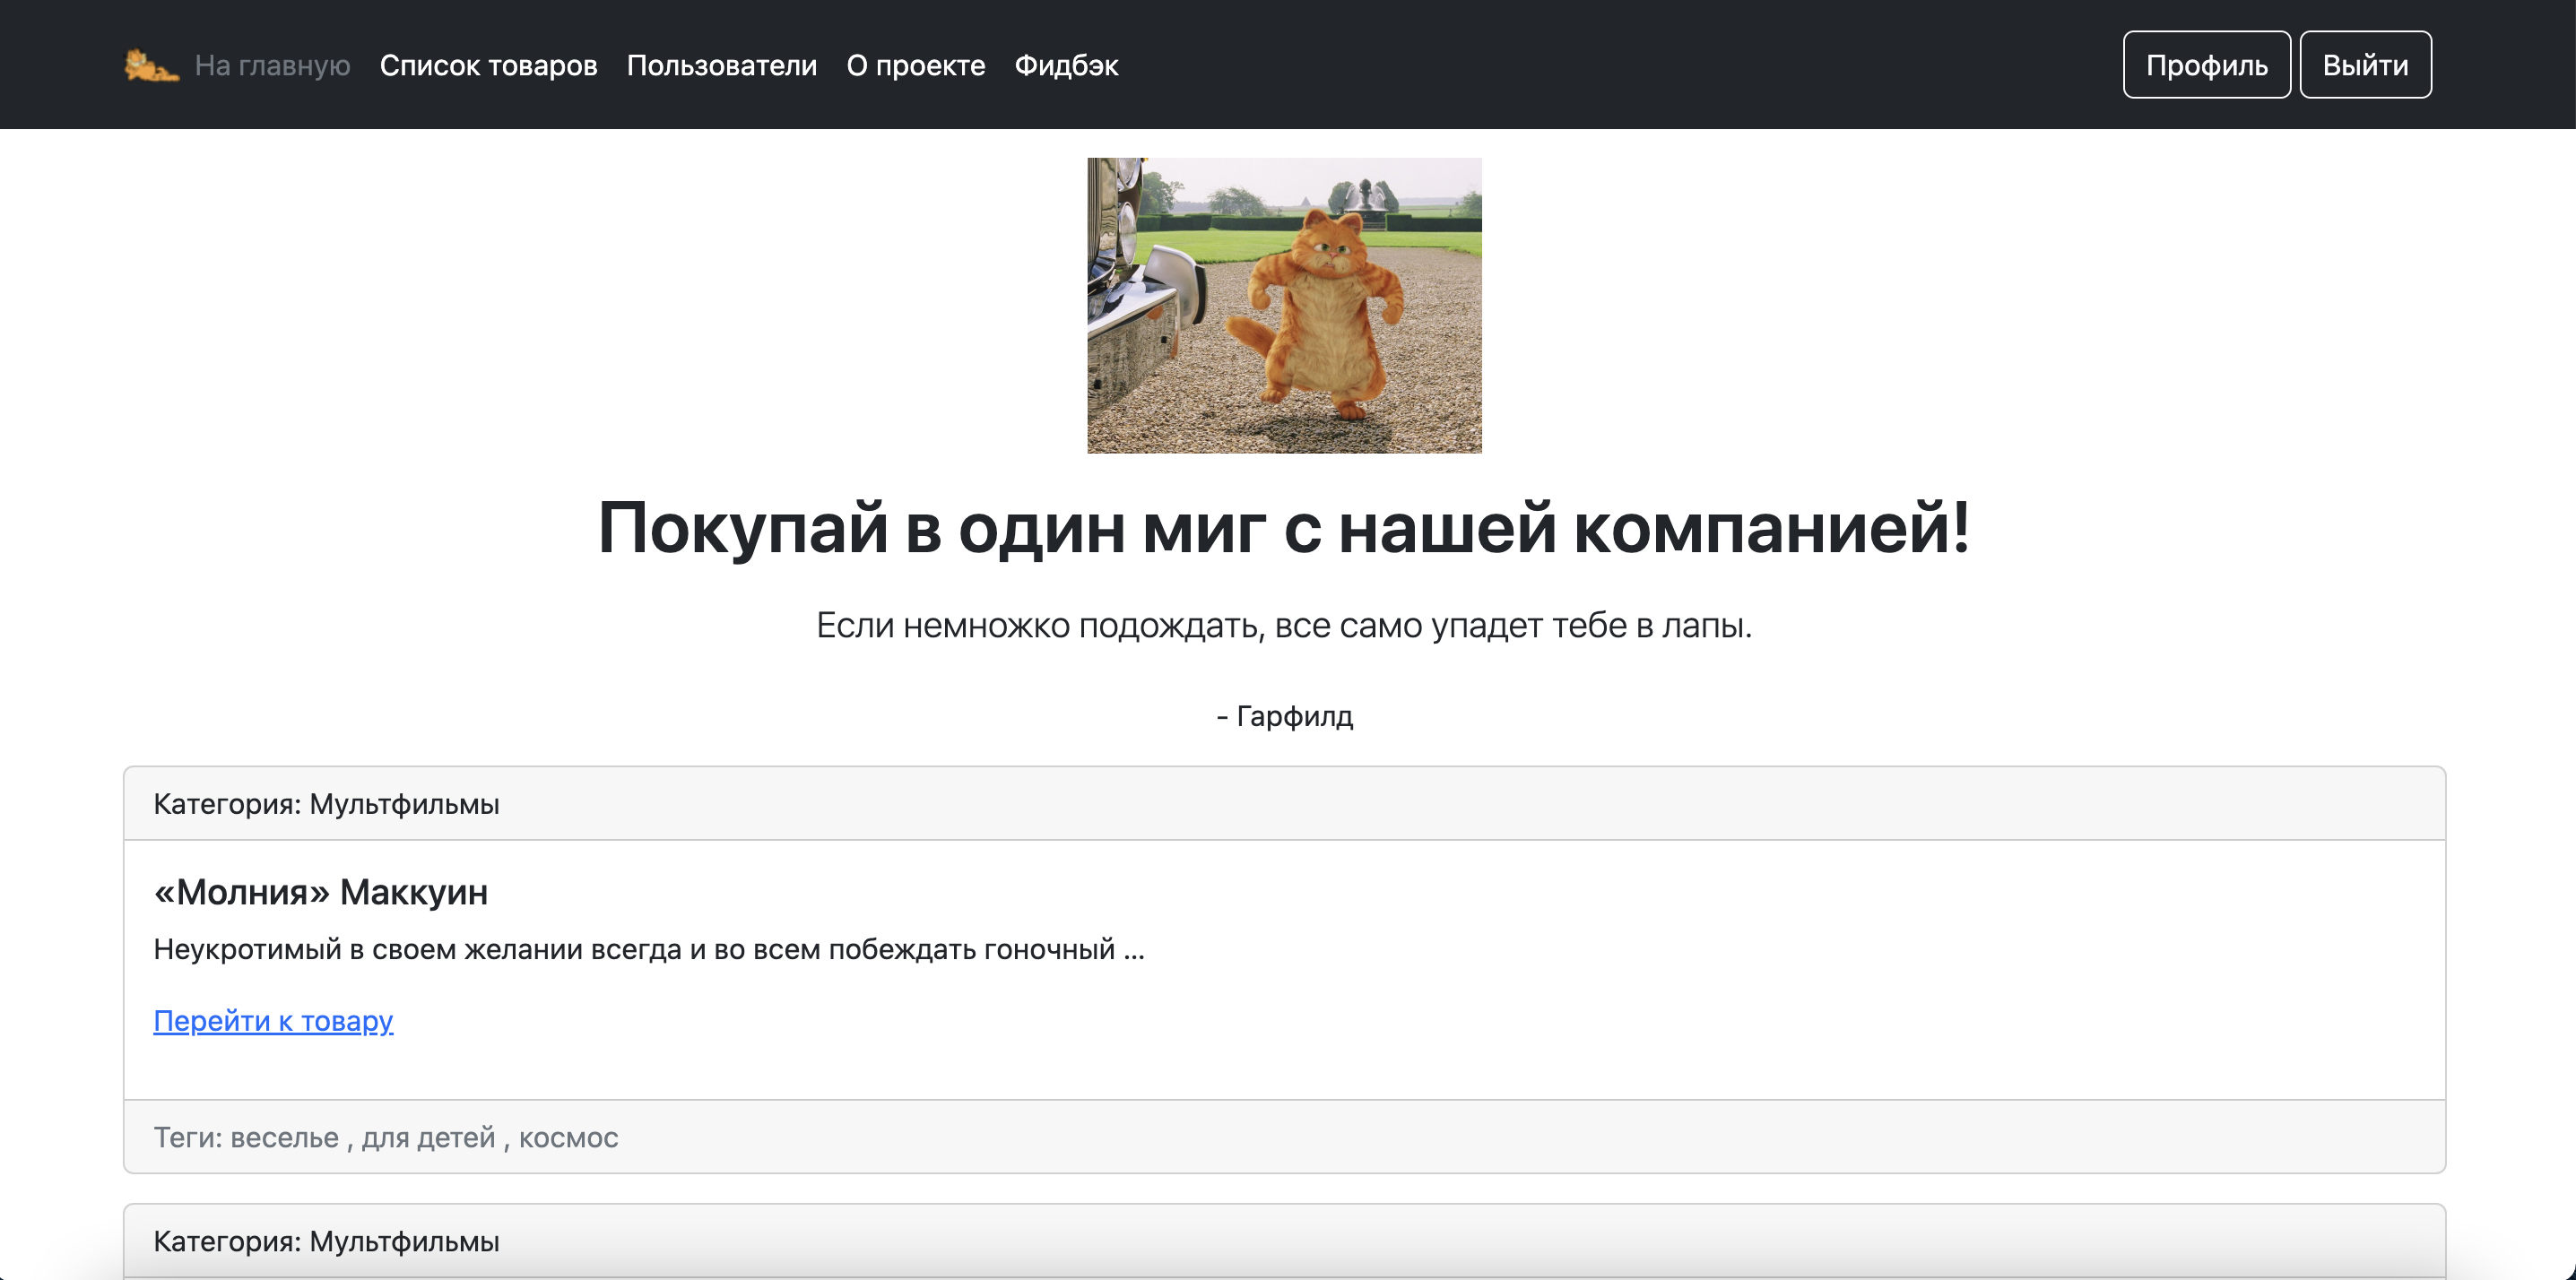 На главную Список товаров Пользователи О проекте Фидбэк Профиль Выйти
Покупай в один миг с нашей компанией!
Если немножко подождать, все само упадет тебе в лапы.
- Гарфилд
Категория: Мультфильмы
«Молния» Маккуин
Неукротимый в своем желании всегда и во всем побеждать гоночный ...
Перейти к товару
Теги: веселье , для детей , космос
Категория: Мультфильмы